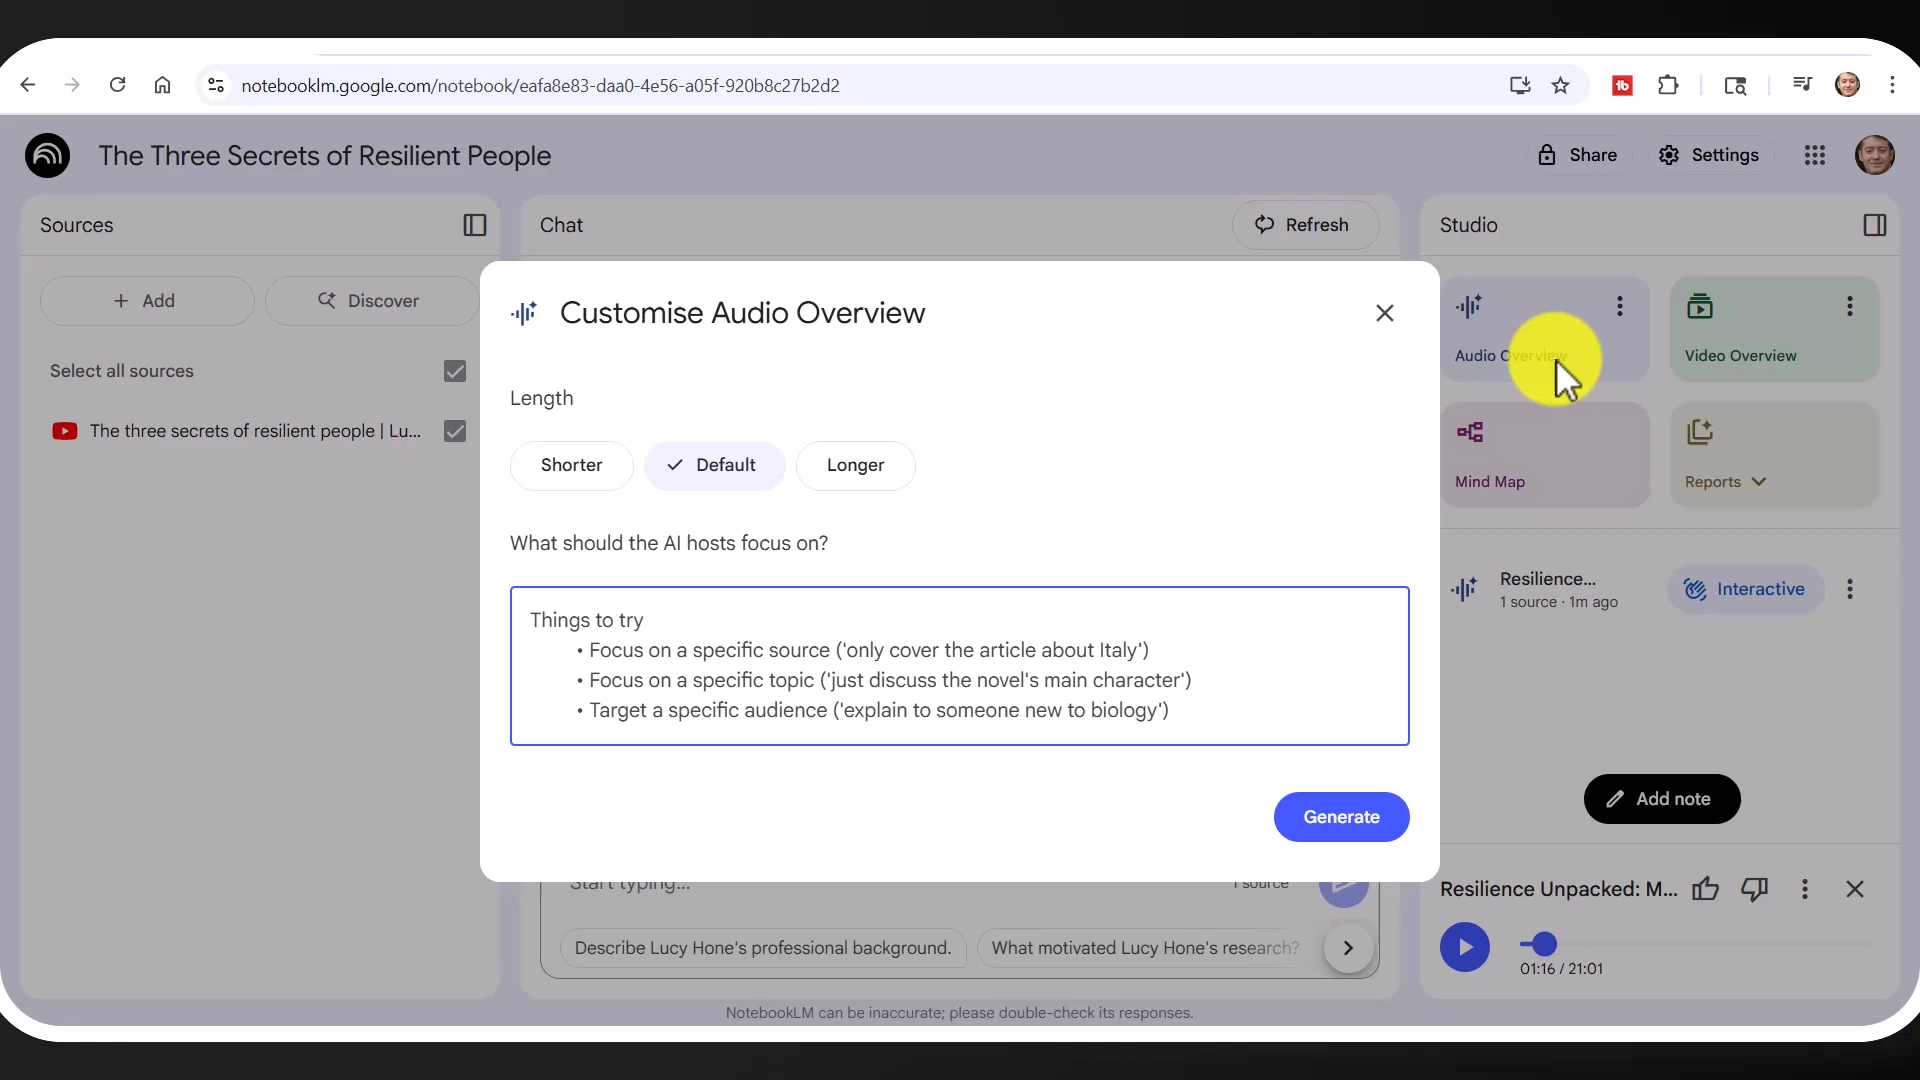 notebooklm.google.com/notebook/eafa8e83-daa0-4e56-a05f-920b8c27b2d2
The Three Secrets of Resilient People
Share
Settings
Sources
Chat
Refresh
Studio
Add
Discover
Select all sources
The three secrets of resilient people | Lu...
Customise Audio Overview
Length
Shorter
Default
Longer
What should the AI hosts focus on?
Things to try
• Focus on a specific source ('only cover the article about Italy')
• Focus on a specific topic ('just discuss the novel's main character')
• Target a specific audience ('explain to someone new to biology')
Generate
Audio Overview
Video Overview
Mind Map
Reports
Resilience...
1 source · 1m ago
Interactive
Add note
Start typing...
1 source
Describe Lucy Hone's professional background.
What motivated Lucy Hone's research?
Resilience Unpacked: M...
01:16 / 21:01
NotebookLM can be inaccurate; please double-check its responses.